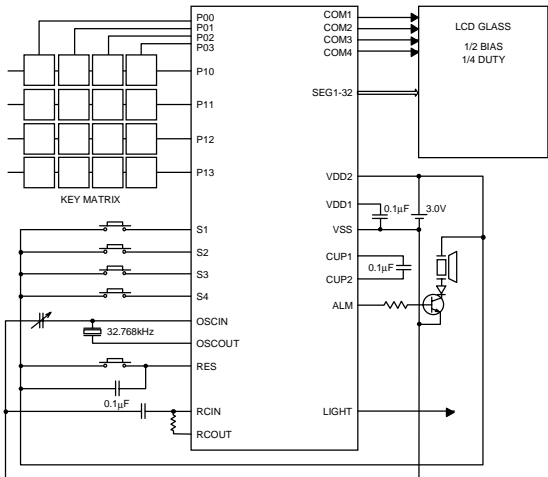 P00
P01
P02
P03
P10
P11
P12
P13
KEY MATRIX
S1
S2
S3
S4
OSCIN
32.768kHz
OSCOUT
RES
0.1µF
RCIN
RCOUT
COM1
COM2
COM3
COM4
SEG1-32
VDD2
VDD1
0.1µF
3.0V
VSS
CUP1
0.1µF
CUP2
ALM
LIGHT
LCD GLASS
1/2 BIAS
1/4 DUTY